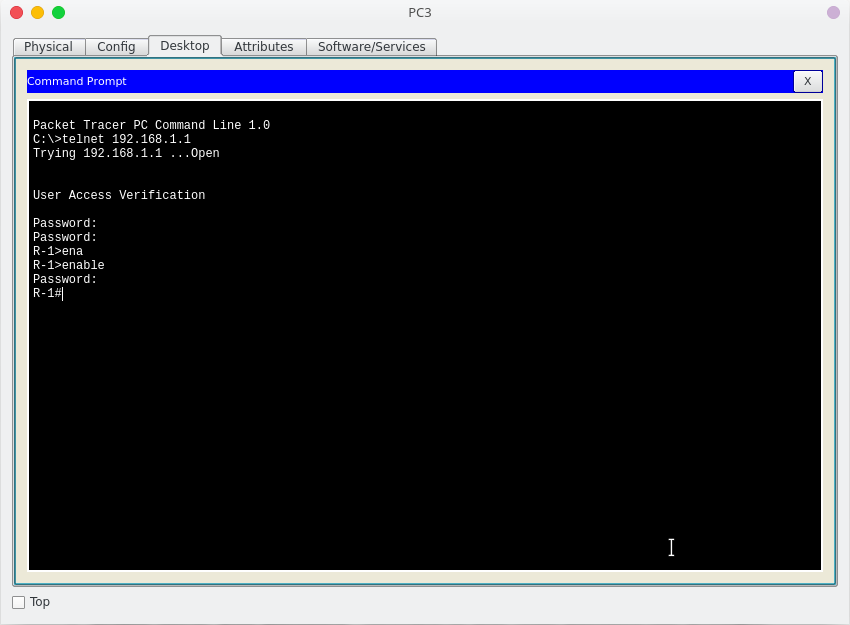 PC3
Physical Config Desktop Attributes Software/Services
Command Prompt X
Packet Tracer PC Command Line 1.0
C:\>telnet 192.168.1.1
Trying 192.168.1.1 ...Open
User Access Verification
Password:
Password:
R-1>ena
R-1>enable
Password:
R-1#
Top